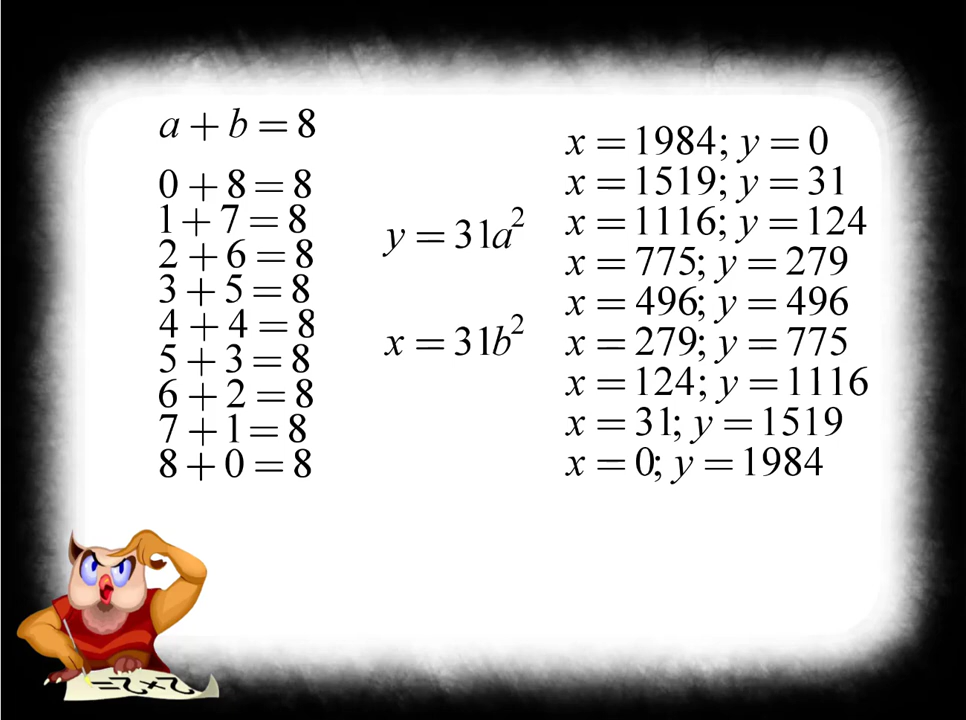 a + b = 8
0 + 8 = 8
1 + 7 = 8
2 + 6 = 8
3 + 5 = 8
4 + 4 = 8
5 + 3 = 8
6 + 2 = 8
7 + 1 = 8
8 + 0 = 8
y = 31a²
x = 31b²
x = 1984; y = 0
x = 1519; y = 31
x = 1116; y = 124
x = 775; y = 279
x = 496; y = 496
x = 279; y = 775
x = 124; y = 1116
x = 31; y = 1519
x = 0; y = 1984
2+2=